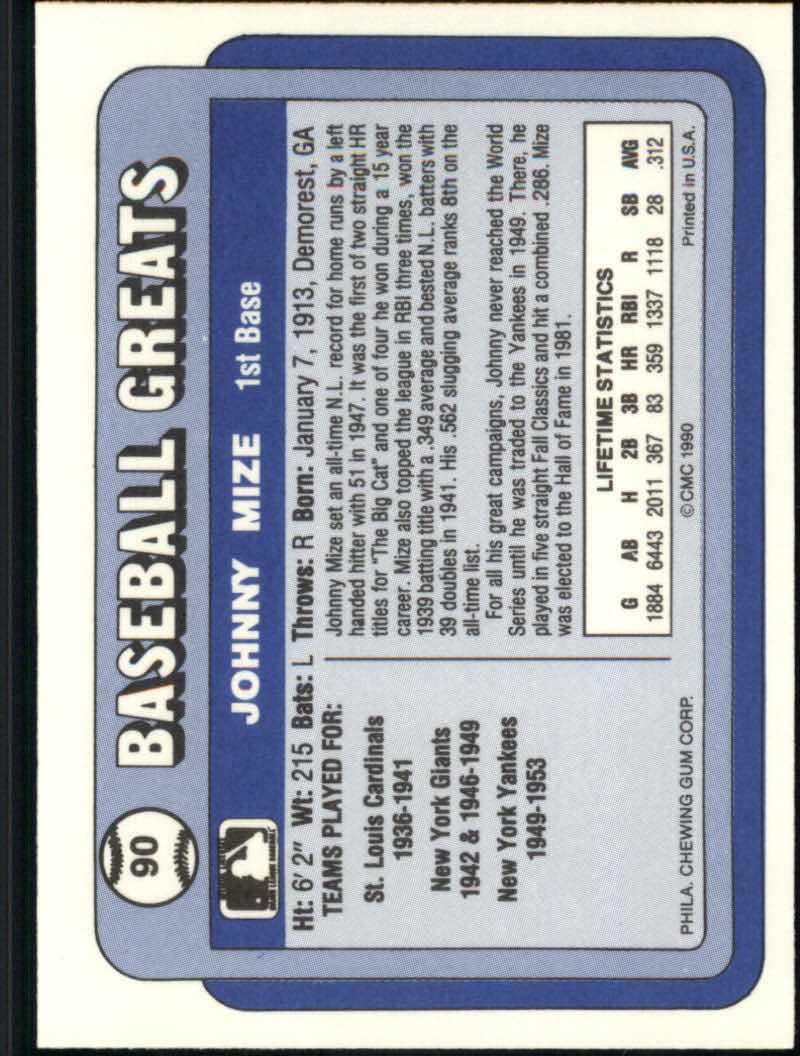 90
BASEBALL GREATS
JOHNNY MIZE 1st Base
Ht: 6' 2" Wt: 215 Bats: L Throws: R Born: January 7, 1913, Demorest, GA
TEAMS PLAYED FOR:
St. Louis Cardinals
1936-1941
New York Giants
1942 & 1946-1949
New York Yankees
1949-1953
Johnny Mize set an all-time N.L. record for home runs by a left
handed hitter with 51 in 1947. It was the first of two straight HR
titles for "The Big Cat" and one of four he won during a 15 year
career. Mize also topped the league in RBI three times, won the
1939 batting title with a .349 average and bested N.L. batters with
39 doubles in 1941. His .562 slugging average ranks 8th on the
all-time list.
For all his great campaigns, Johnny never reached the World
Series until he was traded to the Yankees in 1949. There, he
played in five straight Fall Classics and hit a combined .286. Mize
was elected to the Hall of Fame in 1981.
LIFETIME STATISTICS
G AB H 2B 3B HR RBI R SB AVG
1884 6443 2011 367 83 359 1337 1118 28 .312
PHILA. CHEWING GUM CORP. ©CMC 1990 Printed in U.S.A.